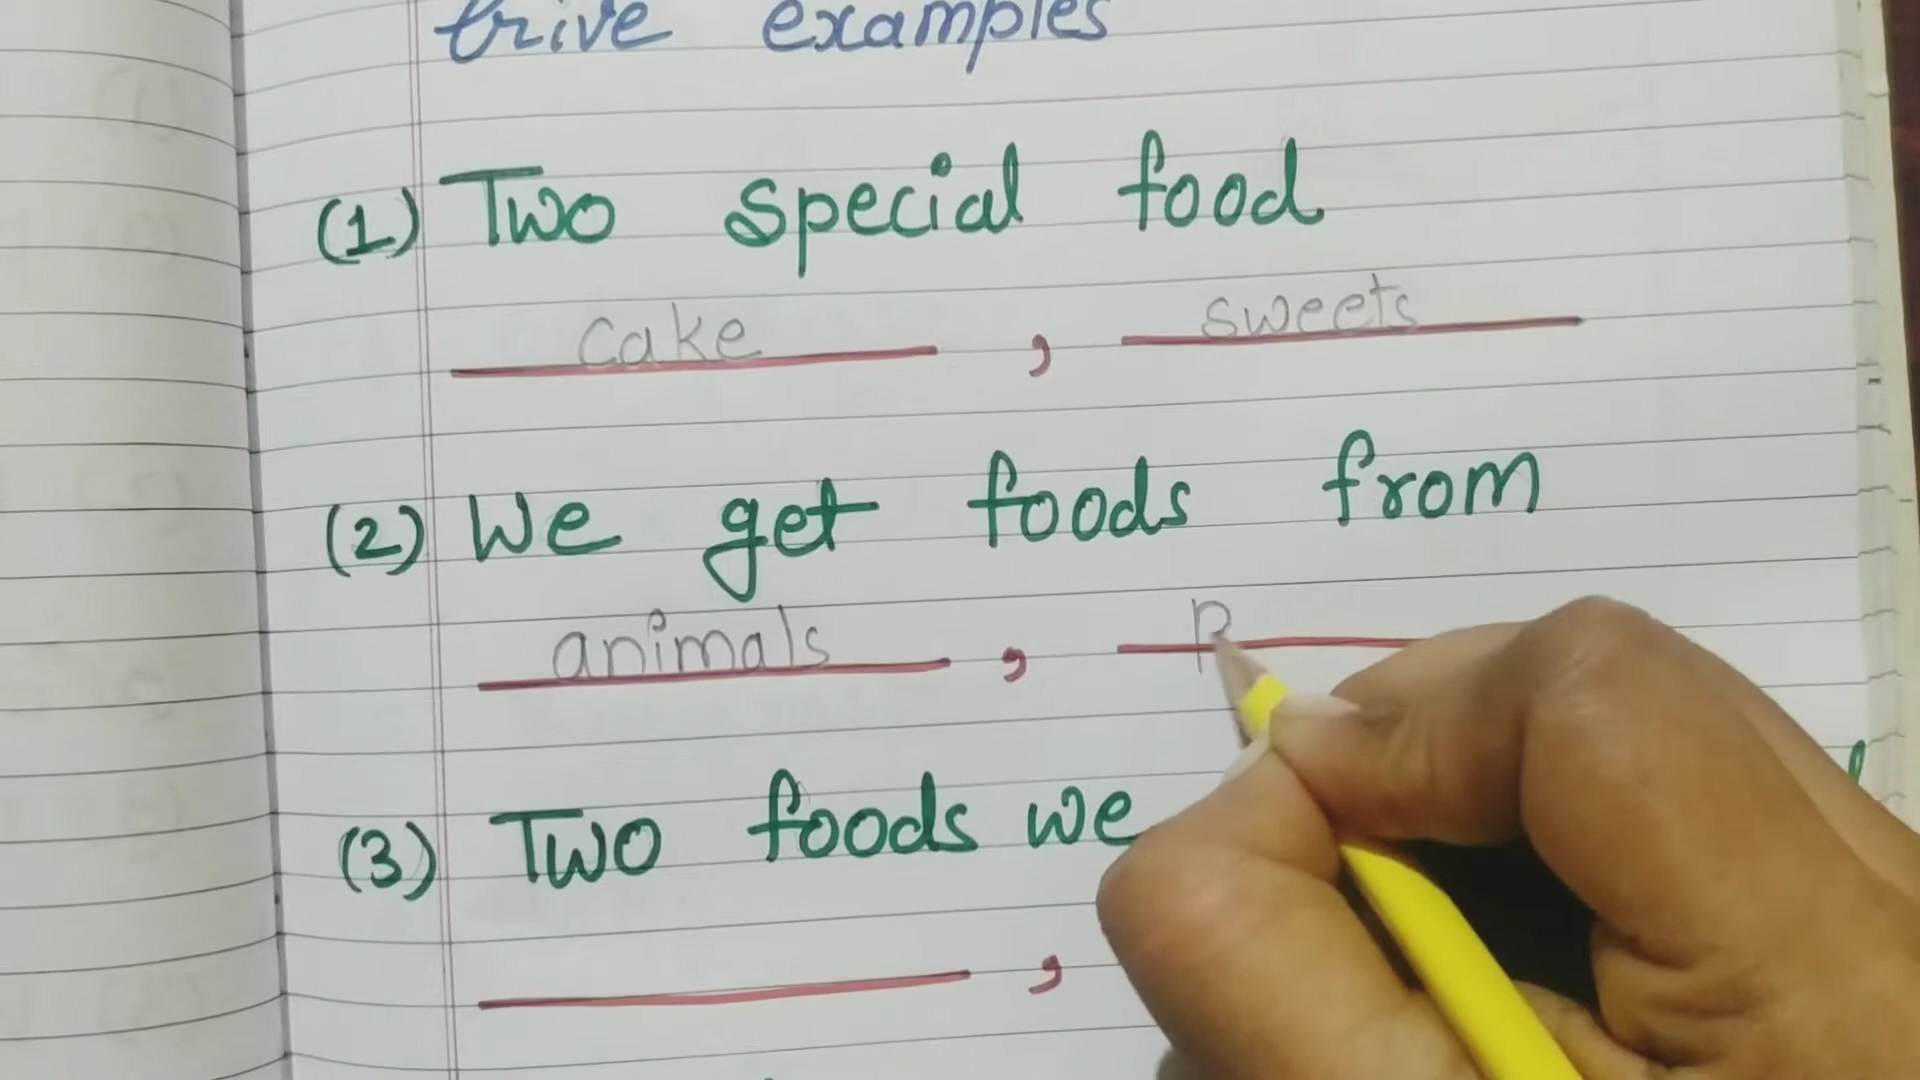 Give examples
(1) Two special food
cake , sweets
(2) We get foods from
animals , p
(3) Two foods we
,